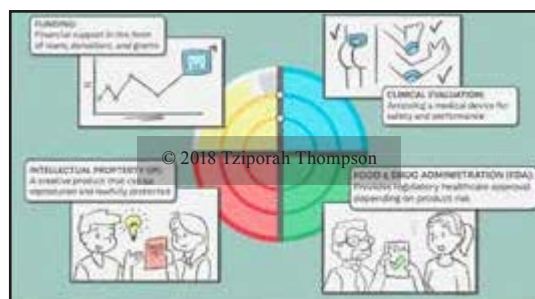 FUNDING:
Financial support in the form
of loans, donations, and grants
CLINICAL EVALUATION:
Assessing a medical device for
safety and performance
© 2018 Tziporah Thompson
INTELLECTUAL PROPERTY (IP):
A creative product that can be
reproduced and lawfully protected
FOOD & DRUG ADMINISTRATION (FDA):
Provides regulatory healthcare approval
depending on product risk
FDA